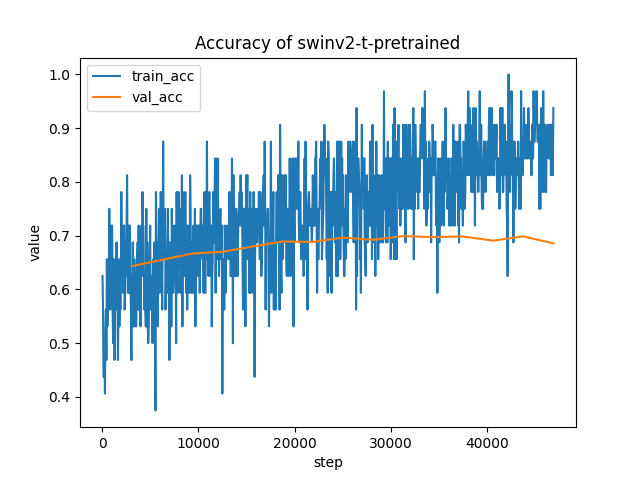 Accuracy of swinv2-t-pretrained
train_acc
val_acc
1.0
0.9
0.8
0.7
0.6
0.5
0.4
value
0
10000
20000
30000
40000
step